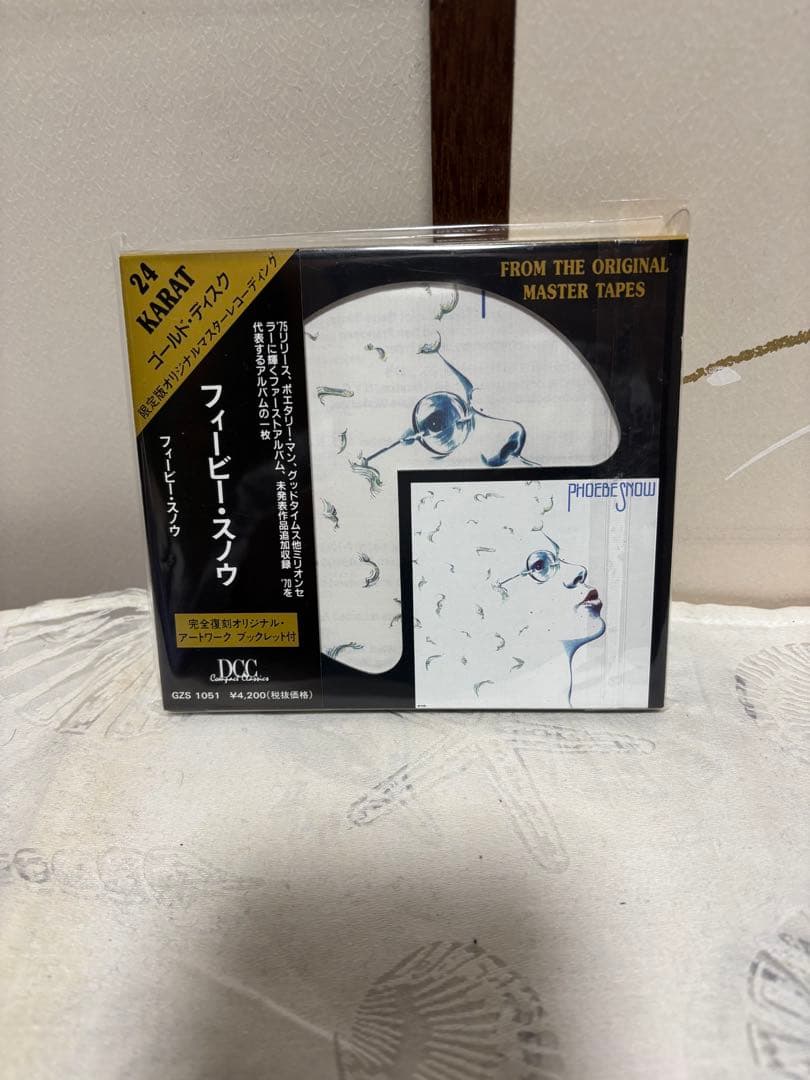 24
KARAT
ゴールド・ディスク
限定版オリジナルマスターレコーディング
'75リリース、ポエタリー・マン、グッドタイムス他ミリオンセ
ラーに輝くファーストアルバム、未発表作品追加収録 '70を
代表するアルバムの一枚
フィービー・スノウ
フィービー・スノウ
完全復刻オリジナル・
アートワーク ブックレット付
DCC
Compact Classics
GZS 1051 ¥4,200(税抜価格)
FROM THE ORIGINAL
MASTER TAPES
PHOEBE SNOW